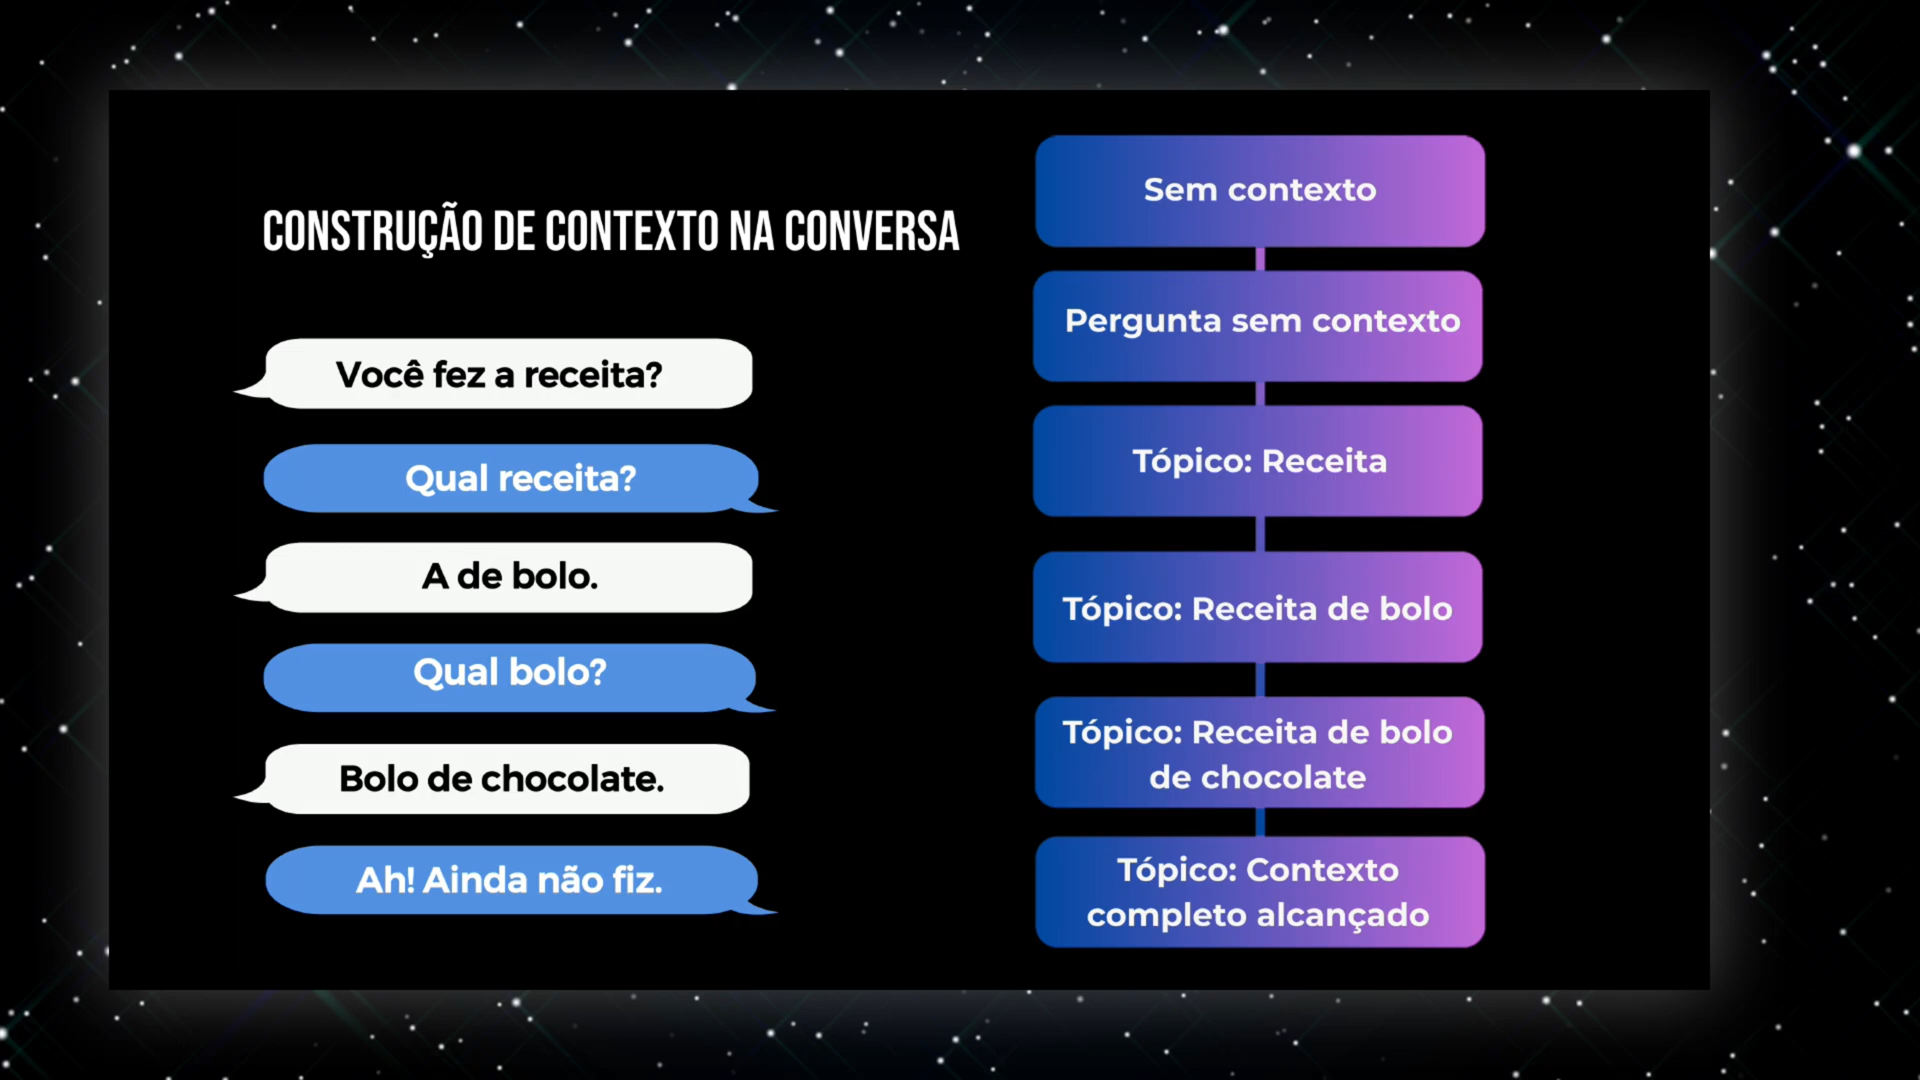 CONSTRUÇÃO DE CONTEXTO NA CONVERSA
Você fez a receita?
Qual receita?
A de bolo.
Qual bolo?
Bolo de chocolate.
Ah! Ainda não fiz.
Sem contexto
Pergunta sem contexto
Tópico: Receita
Tópico: Receita de bolo
Tópico: Receita de bolo
de chocolate
Tópico: Contexto
completo alcançado